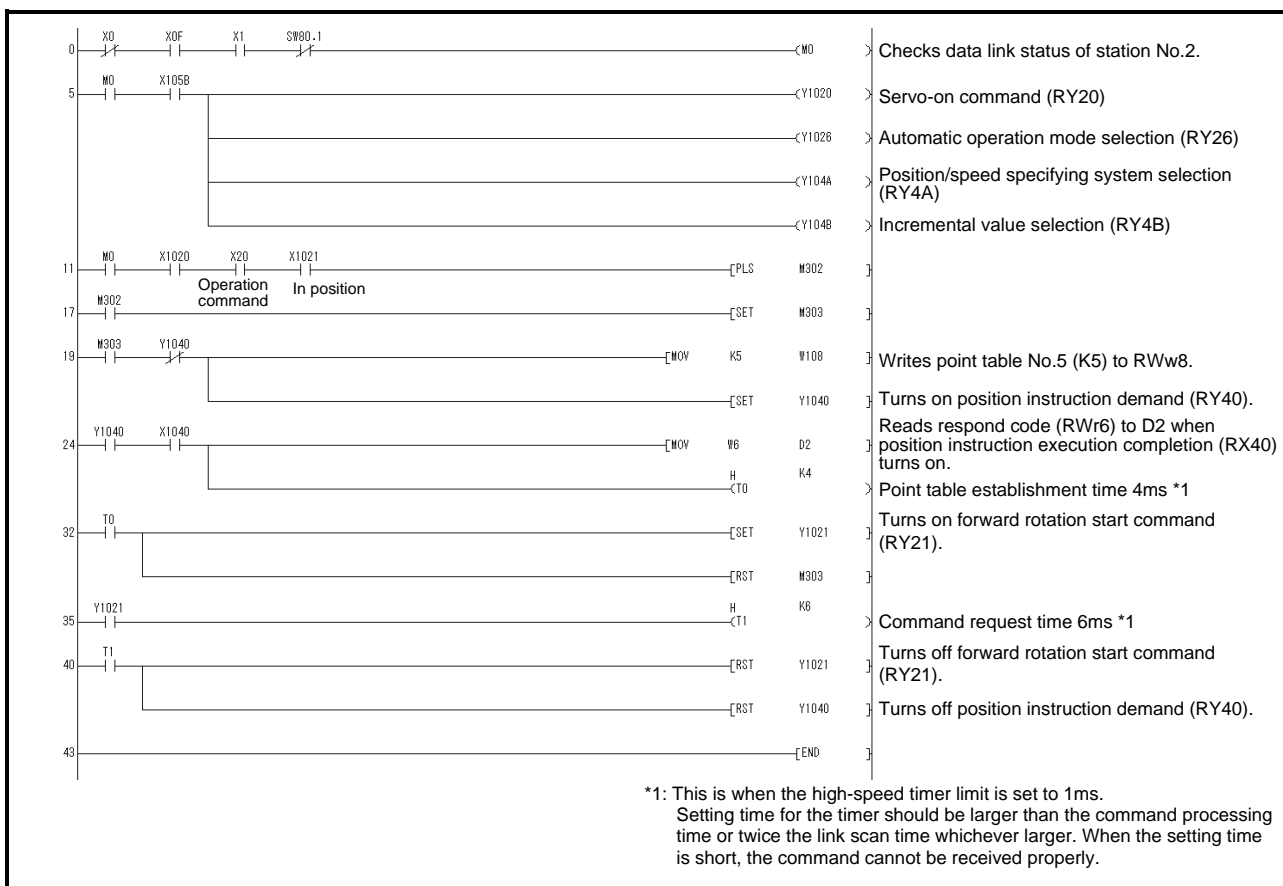 X0 X0F X1 SW80.1
0 (M0 ) Checks data link status of station No.2.
M0 X105B
5 (Y1020 ) Servo-on command (RY20)
(Y1026 ) Automatic operation mode selection (RY26)
(Y104A ) Position/speed specifying system selection
(RY4A)
(Y104B ) Incremental value selection (RY4B)
M0 X1020 X20 X1021
11 [PLS M302 ]
Operation In position
command
M302
17 [SET M303 ]
M303 Y1040
19 [MOV K5 W108 ] Writes point table No.5 (K5) to RWw8.
[SET Y1040 ] Turns on position instruction demand (RY40).
Y1040 X1040 Reads respond code (RWr6) to D2 when
24 [MOV W6 D2 ] position instruction execution completion (RX40)
turns on.
H K4
(T0 ) Point table establishment time 4ms *1
T0 Turns on forward rotation start command
32 [SET Y1021 ] (RY21).
[RST M303 ]
Y1021 H K6
35 (T1 ) Command request time 6ms *1
T1 Turns off forward rotation start command
40 [RST Y1021 ] (RY21).
[RST Y1040 ] Turns off position instruction demand (RY40).
43 [END ]
*1: This is when the high-speed timer limit is set to 1ms.
Setting time for the timer should be larger than the command processing
time or twice the link scan time whichever larger. When the setting time
is short, the command cannot be received properly.